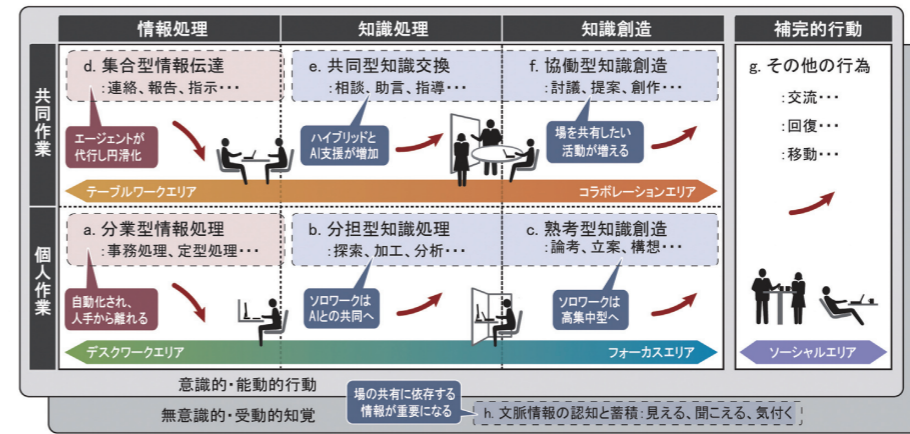 情報処理
知識処理
知識創造
補完的行動
共同作業
d. 集合型情報伝達
:連絡、報告、指示･･･
エージェントが
代行し円滑化
e. 共同型知識交換
:相談、助言、指導･･･
ハイブリッドと
AI支援が増加
f. 協働型知識創造
:討議、提案、創作･･･
場を共有したい
活動が増える
g. その他の行為
:交流･･･
:回復･･･
:移動･･･
テーブルワークエリア
コラボレーションエリア
個人作業
a. 分業型情報処理
:事務処理、定型処理･･･
自動化され、
人手から離れる
b. 分担型知識処理
:探索、加工、分析･･･
ソロワークは
AIとの共同へ
c. 熟考型知識創造
:論考、立案、構想･･･
ソロワークは
高集中型へ
デスクワークエリア
フォーカスエリア
ソーシャルエリア
意識的・能動的行動
無意識的・受動的知覚
場の共有に依存する
情報が重要になる
h. 文脈情報の認知と蓄積:見える、聞こえる、気付く